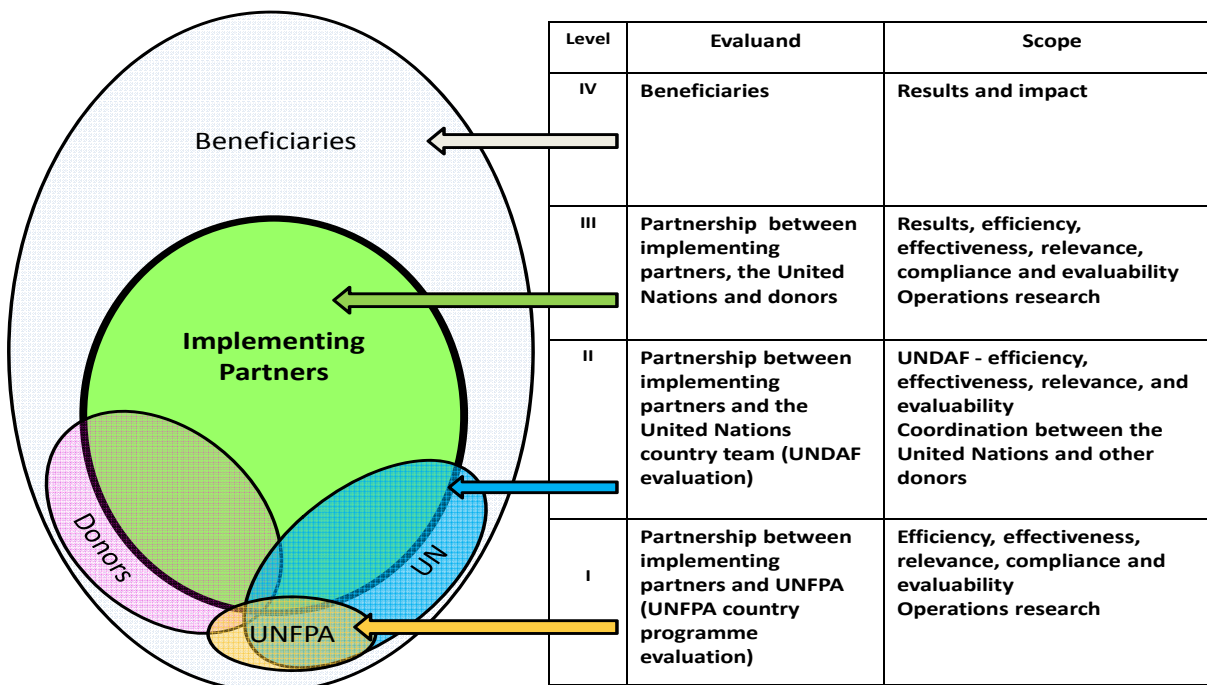 Beneficiaries
Implementing
Partners
Donors
UN
UNFPA
Level Evaluand Scope
IV Beneficiaries Results and impact
III Partnership between
implementing
partners, the United
Nations and donors
Results, efficiency,
effectiveness, relevance,
compliance and evaluability
Operations research
II Partnership between
implementing
partners and the
United Nations
country team (UNDAF
evaluation)
UNDAF - efficiency,
effectiveness, relevance, and
evaluability
Coordination between the
United Nations and other
donors
I
Partnership between
implementing
partners and UNFPA
(UNFPA country
programme
evaluation)
Efficiency, effectiveness,
relevance, compliance and
evaluability
Operations research